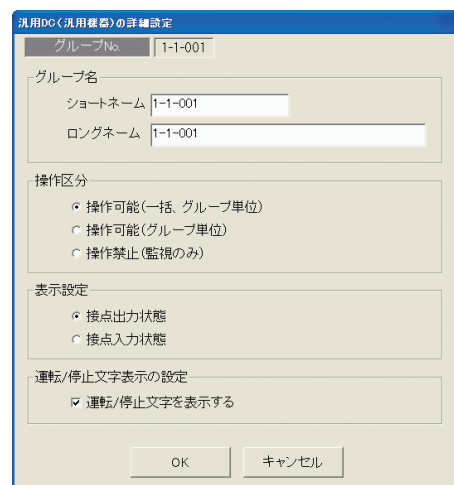 汎用DC(汎用機器)の詳細設定
グループNo. 1-1-001
グループ名
ショートネーム 1-1-001
ロングネーム 1-1-001
操作区分
操作可能(一括、グループ単位)
操作可能(グループ単位)
操作禁止(監視のみ)
表示設定
接点出力状態
接点入力状態
運転/停止文字表示の設定
運転/停止文字を表示する
OK キャンセル